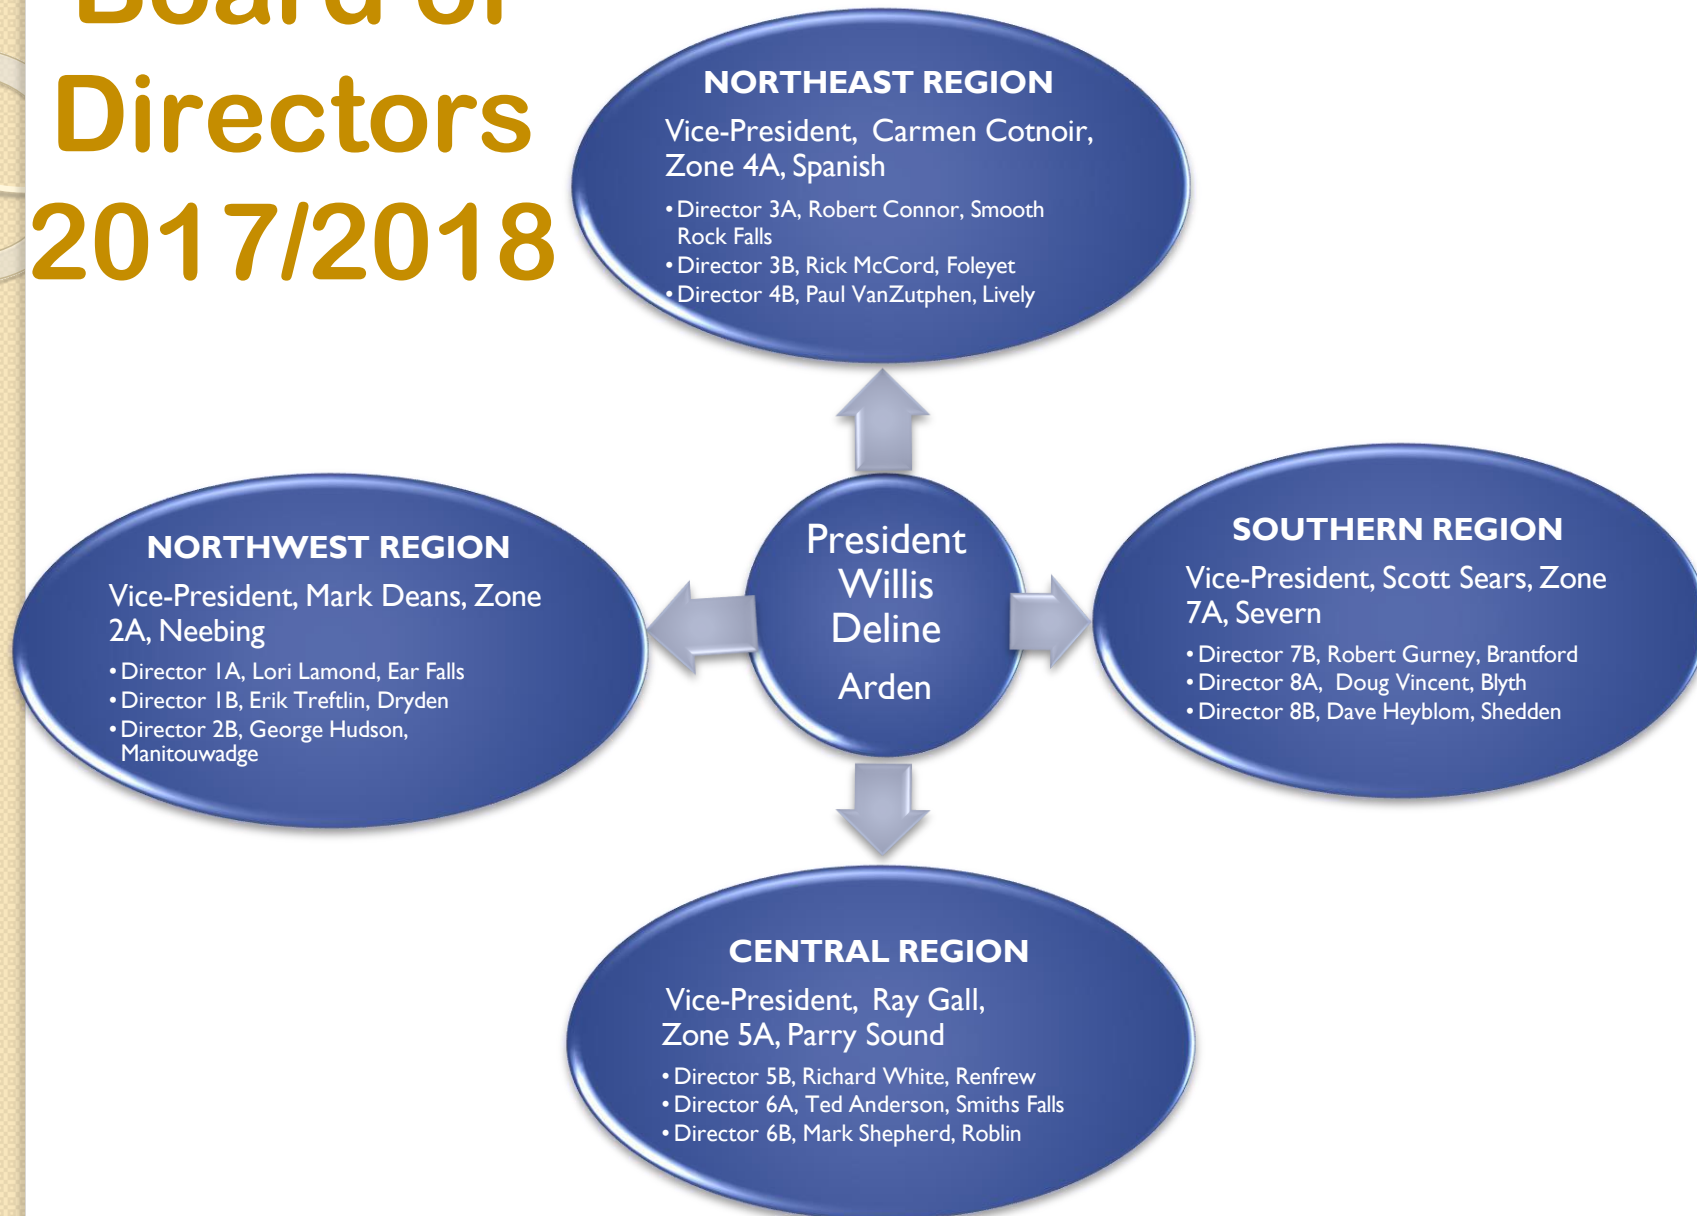 Board of
Directors
2017/2018
NORTHEAST REGION
Vice-President, Carmen Cotnoir,
Zone 4A, Spanish
• Director 3A, Robert Connor, Smooth
Rock Falls
• Director 3B, Rick McCord, Foleyet
• Director 4B, Paul VanZutphen, Lively
NORTHWEST REGION
Vice-President, Mark Deans, Zone
2A, Neebing
• Director 1A, Lori Lamond, Ear Falls
• Director 1B, Erik Treftlin, Dryden
• Director 2B, George Hudson,
Manitouwadge
President
Willis
Deline
Arden
SOUTHERN REGION
Vice-President, Scott Sears, Zone
7A, Severn
• Director 7B, Robert Gurney, Brantford
• Director 8A, Doug Vincent, Blyth
• Director 8B, Dave Heyblom, Shedden
CENTRAL REGION
Vice-President, Ray Gall,
Zone 5A, Parry Sound
• Director 5B, Richard White, Renfrew
• Director 6A, Ted Anderson, Smiths Falls
• Director 6B, Mark Shepherd, Roblin